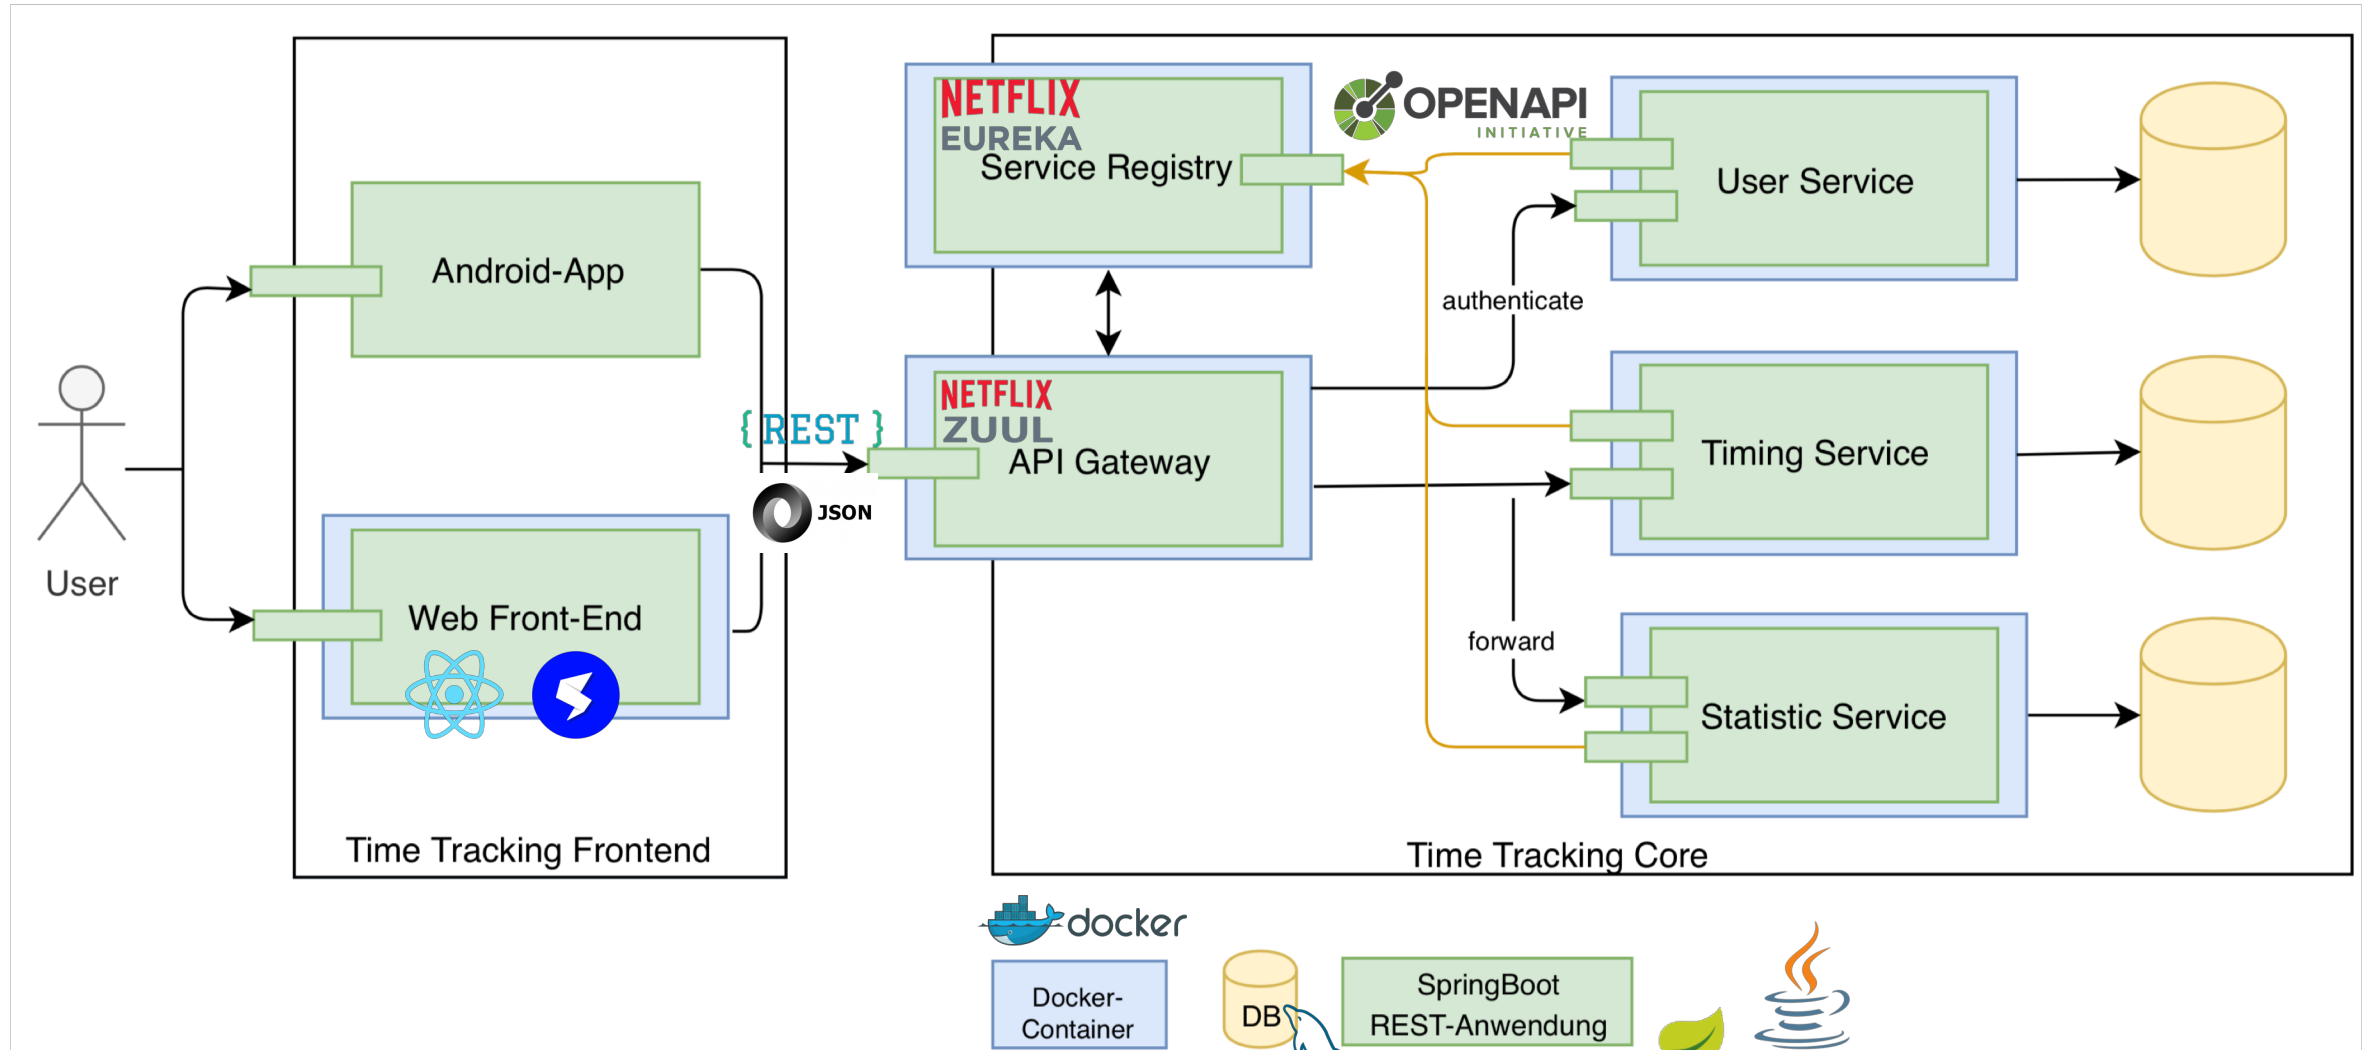 User
Android-App
Web Front-End
Time Tracking Frontend
{ REST }
JSON
NETFLIX
EUREKA
Service Registry
NETFLIX
ZUUL
API Gateway
OPENAPI
INITIATIVE
authenticate
forward
User Service
Timing Service
Statistic Service
Time Tracking Core
docker
Docker-
Container
DB
SpringBoot
REST-Anwendung